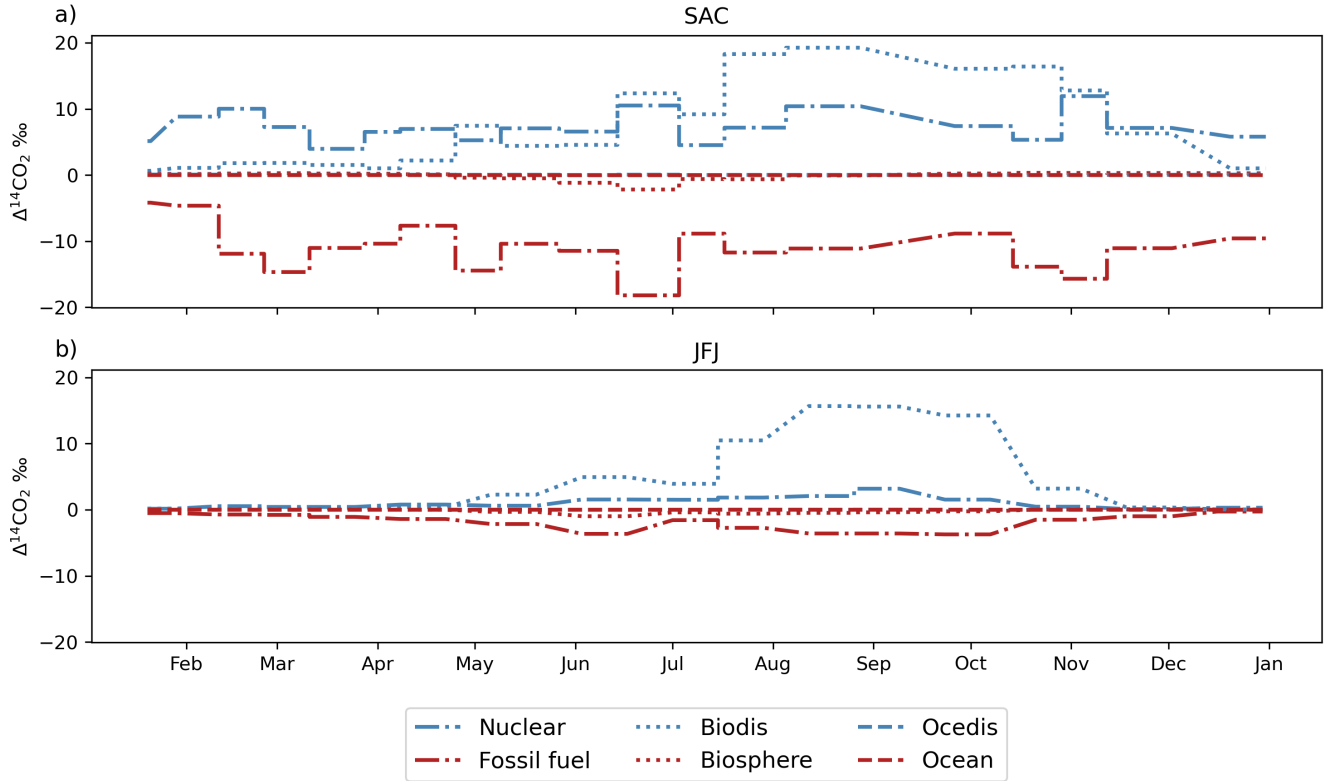 a)
SAC
20
10
0
−10
−20
Δ¹⁴CO₂ ‰
b)
JFJ
20
10
0
−10
−20
Δ¹⁴CO₂ ‰
Feb Mar Apr May Jun Jul Aug Sep Oct Nov Dec Jan
Nuclear Biodis Ocedis
Fossil fuel Biosphere Ocean